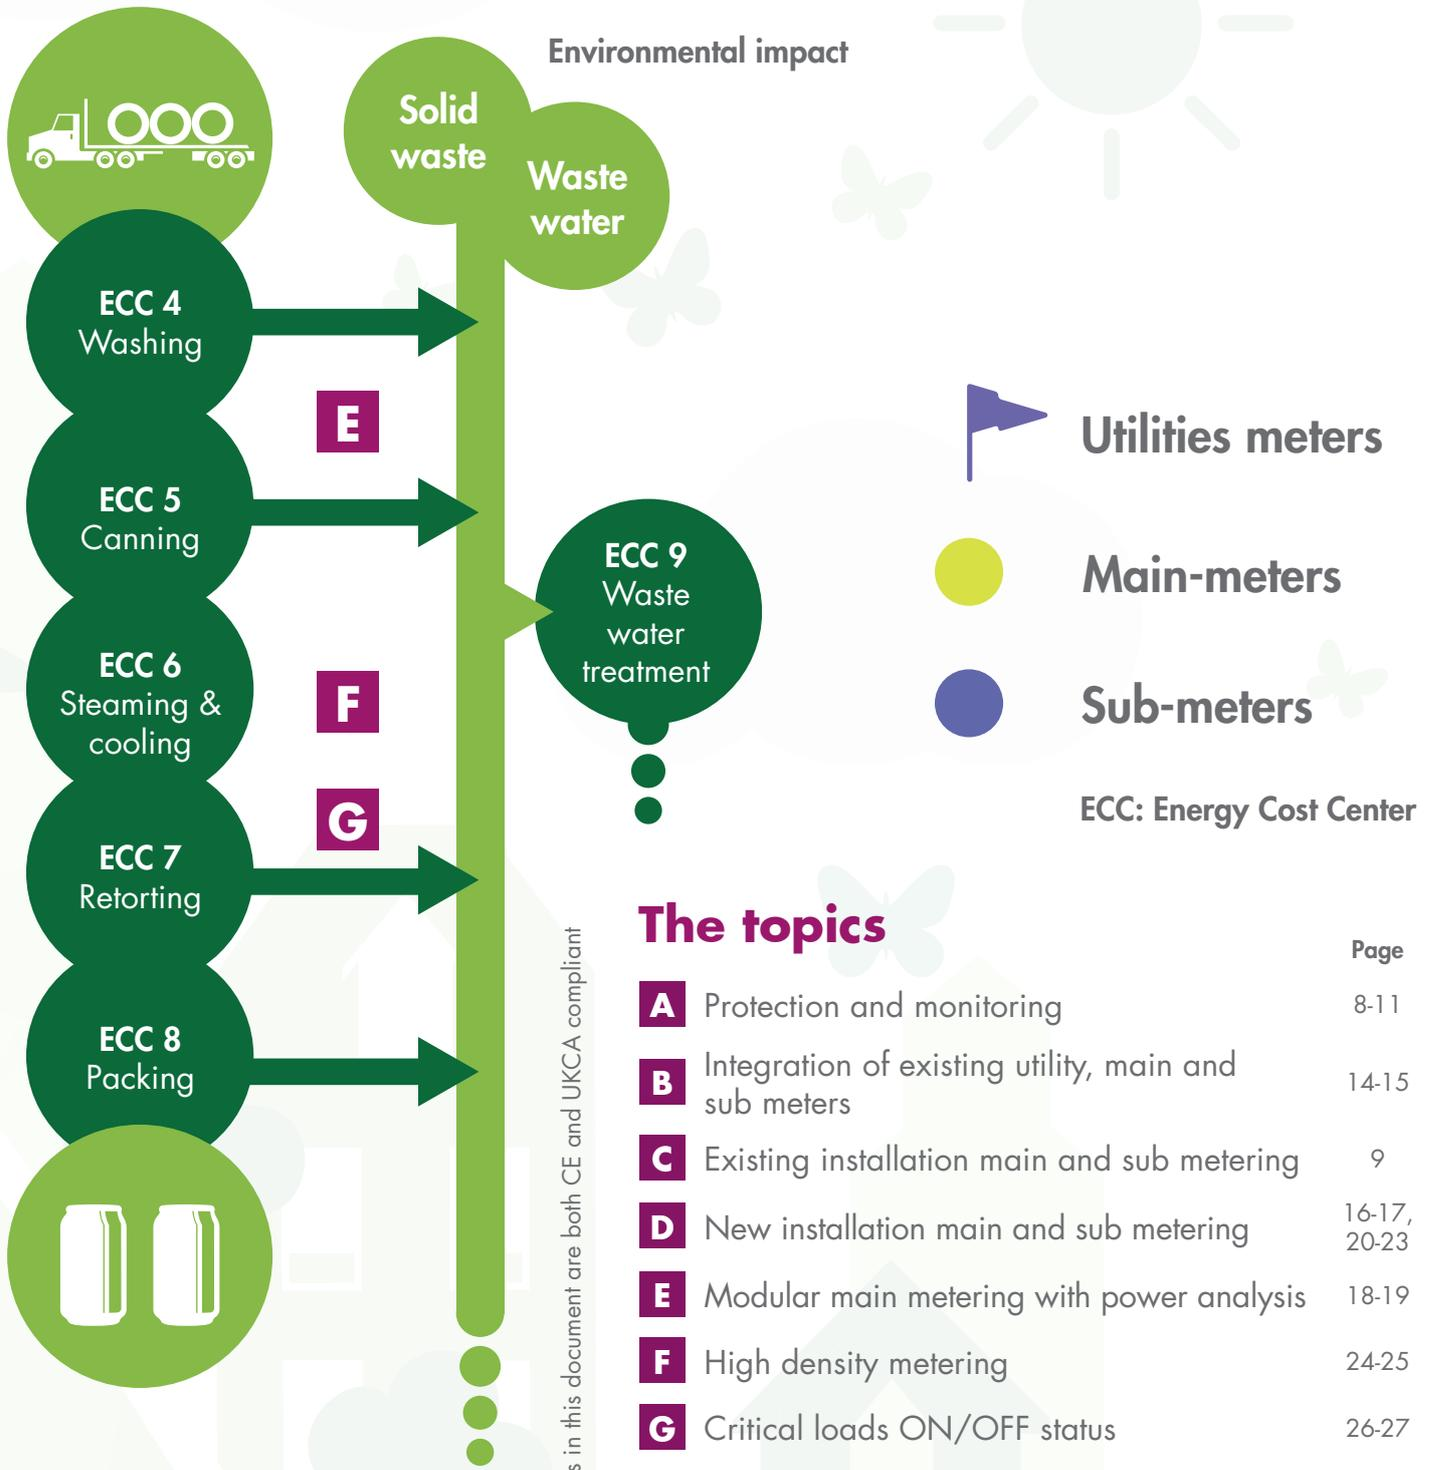 Environmental impact
Solid
waste
Waste
water
ECC 4
Washing
E
ECC 5
Canning
ECC 9
Waste
water
treatment
ECC 6
Steaming &
cooling
F
G
ECC 7
Retorting
ECC 8
Packing
Utilities meters
Main-meters
Sub-meters
ECC: Energy Cost Center
s in this document are both CE and UKCA compliant
The topics
Page
A Protection and monitoring 8-11
B Integration of existing utility, main and
sub meters 14-15
C Existing installation main and sub metering 9
D New installation main and sub metering 16-17,
20-23
E Modular main metering with power analysis 18-19
F High density metering 24-25
G Critical loads ON/OFF status 26-27